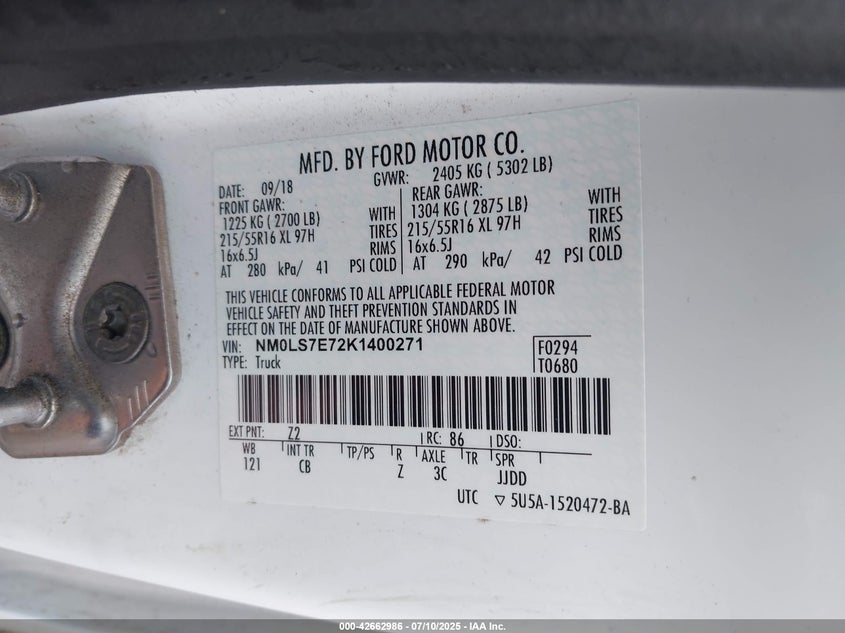 MFD. BY FORD MOTOR CO.
DATE: 09/18 GVWR: 2405 KG ( 5302 LB)
FRONT GAWR: REAR GAWR:
1225 KG ( 2700 LB) WITH 1304 KG ( 2875 LB) WITH
215/55R16 XL 97H TIRES 215/55R16 XL 97H TIRES
16x6.5J RIMS 16x6.5J RIMS
AT 280 kPa/ 41 PSI COLD AT 290 kPa/ 42 PSI COLD
THIS VEHICLE CONFORMS TO ALL APPLICABLE FEDERAL MOTOR
VEHICLE SAFETY AND THEFT PREVENTION STANDARDS IN
EFFECT ON THE DATE OF MANUFACTURE SHOWN ABOVE.
VIN: NM0LS7E72K1400271 F0294
TYPE: Truck T0680
EXT PNT: Z2 RC: 86 DSO:
WB INT TR TP/PS R AXLE TR SPR
121 CB Z 3C JJDD
UTC ▽ 5U5A-1520472-BA
000-42662986 - 07/10/2025 - IAA Inc.